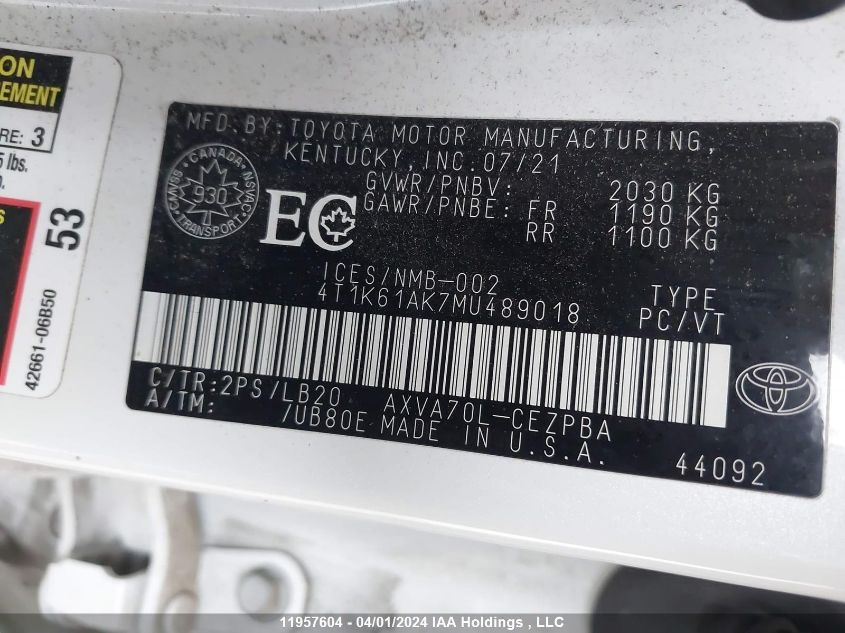 ON
EMENT
RE: 3
5 lbs.
53
42661-06B50
MFD. BY: TOYOTA MOTOR MANUFACTURING,
KENTUCKY, INC. 07/21
GVWR/PNBV: 2030 KG
GAWR/PNBE: FR 1190 KG
RR 1100 KG
CANADA
NSVAC
930
CMVSS
TRANSPORT
EC
ICES/NMB-002
4T1K61AK7MU489018 TYPE
PC/VT
C/TR: 2PS /LB20 AXVA70L-CEZPBA
A/TM: /UB80E MADE IN U.S.A.
44092
11957604 - 04/01/2024 IAA Holdings , LLC